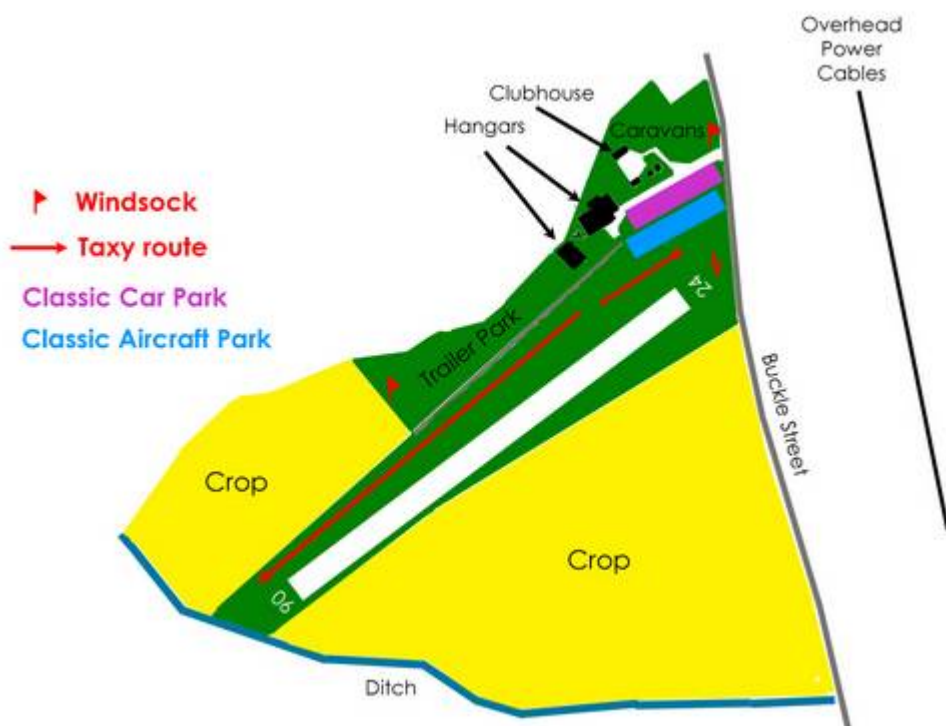 Overhead
Power
Cables
Clubhouse
Hangars
Caravans
Windsock
Taxy route
Classic Car Park
Classic Aircraft Park
24
Trailer Park
Buckle Street
Crop
Crop
06
Ditch